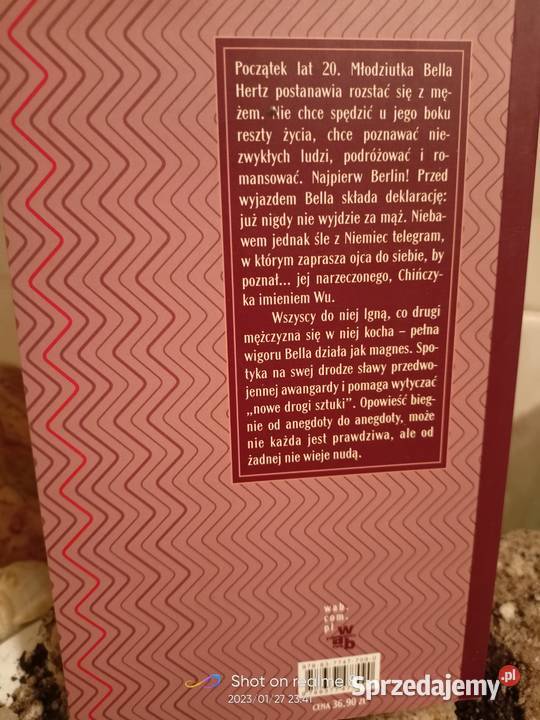 Początek lat 20. Młodziutka Bella
Hertz postanawia rozstać się z mę-
żem. Nie chce spędzić u jego boku
reszty życia, chce poznawać nie-
zwykłych ludzi, podróżować i ro-
mansować. Najpierw Berlin! Przed
wyjazdem Bella składa deklarację:
już nigdy nie wyjdzie za mąż. Nieba-
wem jednak śle z Niemiec telegram,
w którym zaprasza ojca do siebie, by
poznał... jej narzeczonego, Chińczy-
ka imieniem Wu.
Wszyscy do niej lgną, co drugi
mężczyzna się w niej kocha – pełna
wigoru Bella działa jak magnes. Spo-
tyka na swej drodze sławy przedwo-
jennej awangardy i pomaga wytyczać
„nowe drogi sztuki". Opowieść bieg-
nie od anegdoty do anegdoty, może
nie każda jest prawdziwa, ale od
żadnej nie wieje nudą.
wab.
com.
pl
w
ab
Shot on realme
2023/01/27 23:41
Sprzedajemy.pl
CENA 36,90 ZŁ